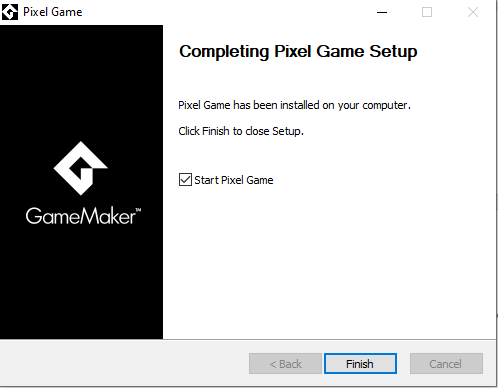 Pixel Game
Completing Pixel Game Setup
Pixel Game has been installed on your computer.
Click Finish to close Setup.
Start Pixel Game
GameMaker™
< Back
Finish
Cancel